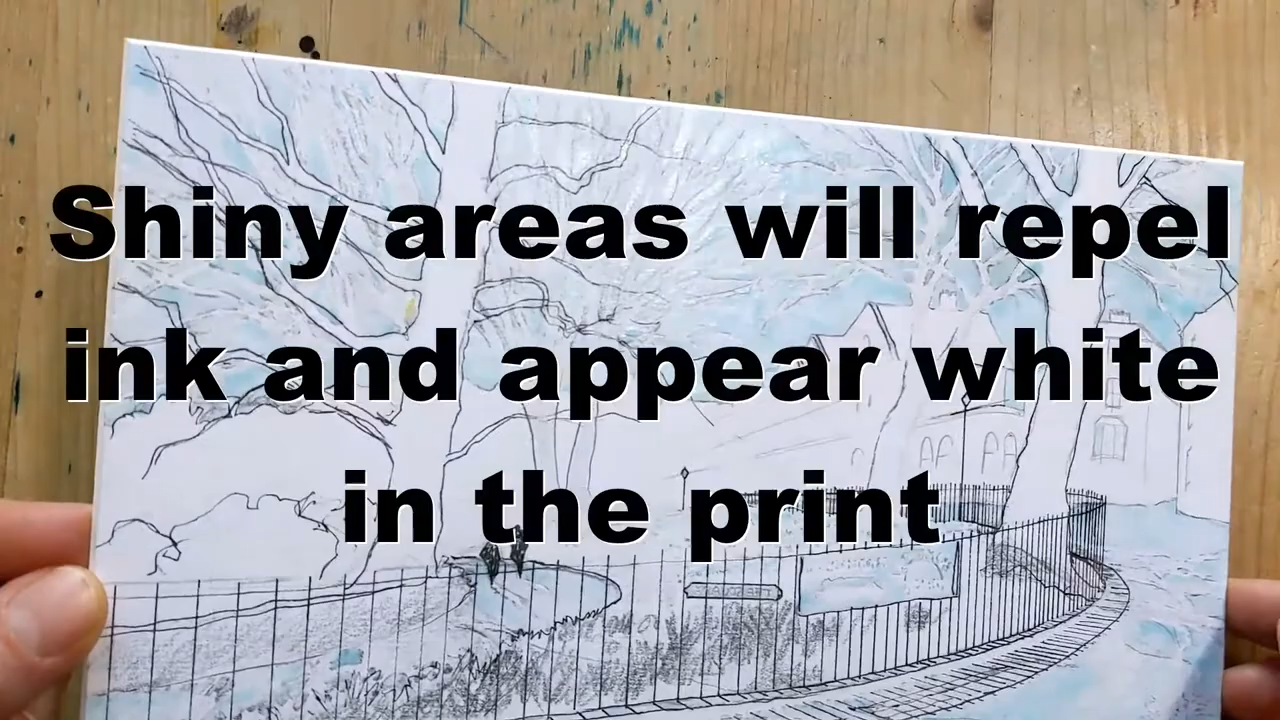 Shiny areas will repel
ink and appear white
in the print